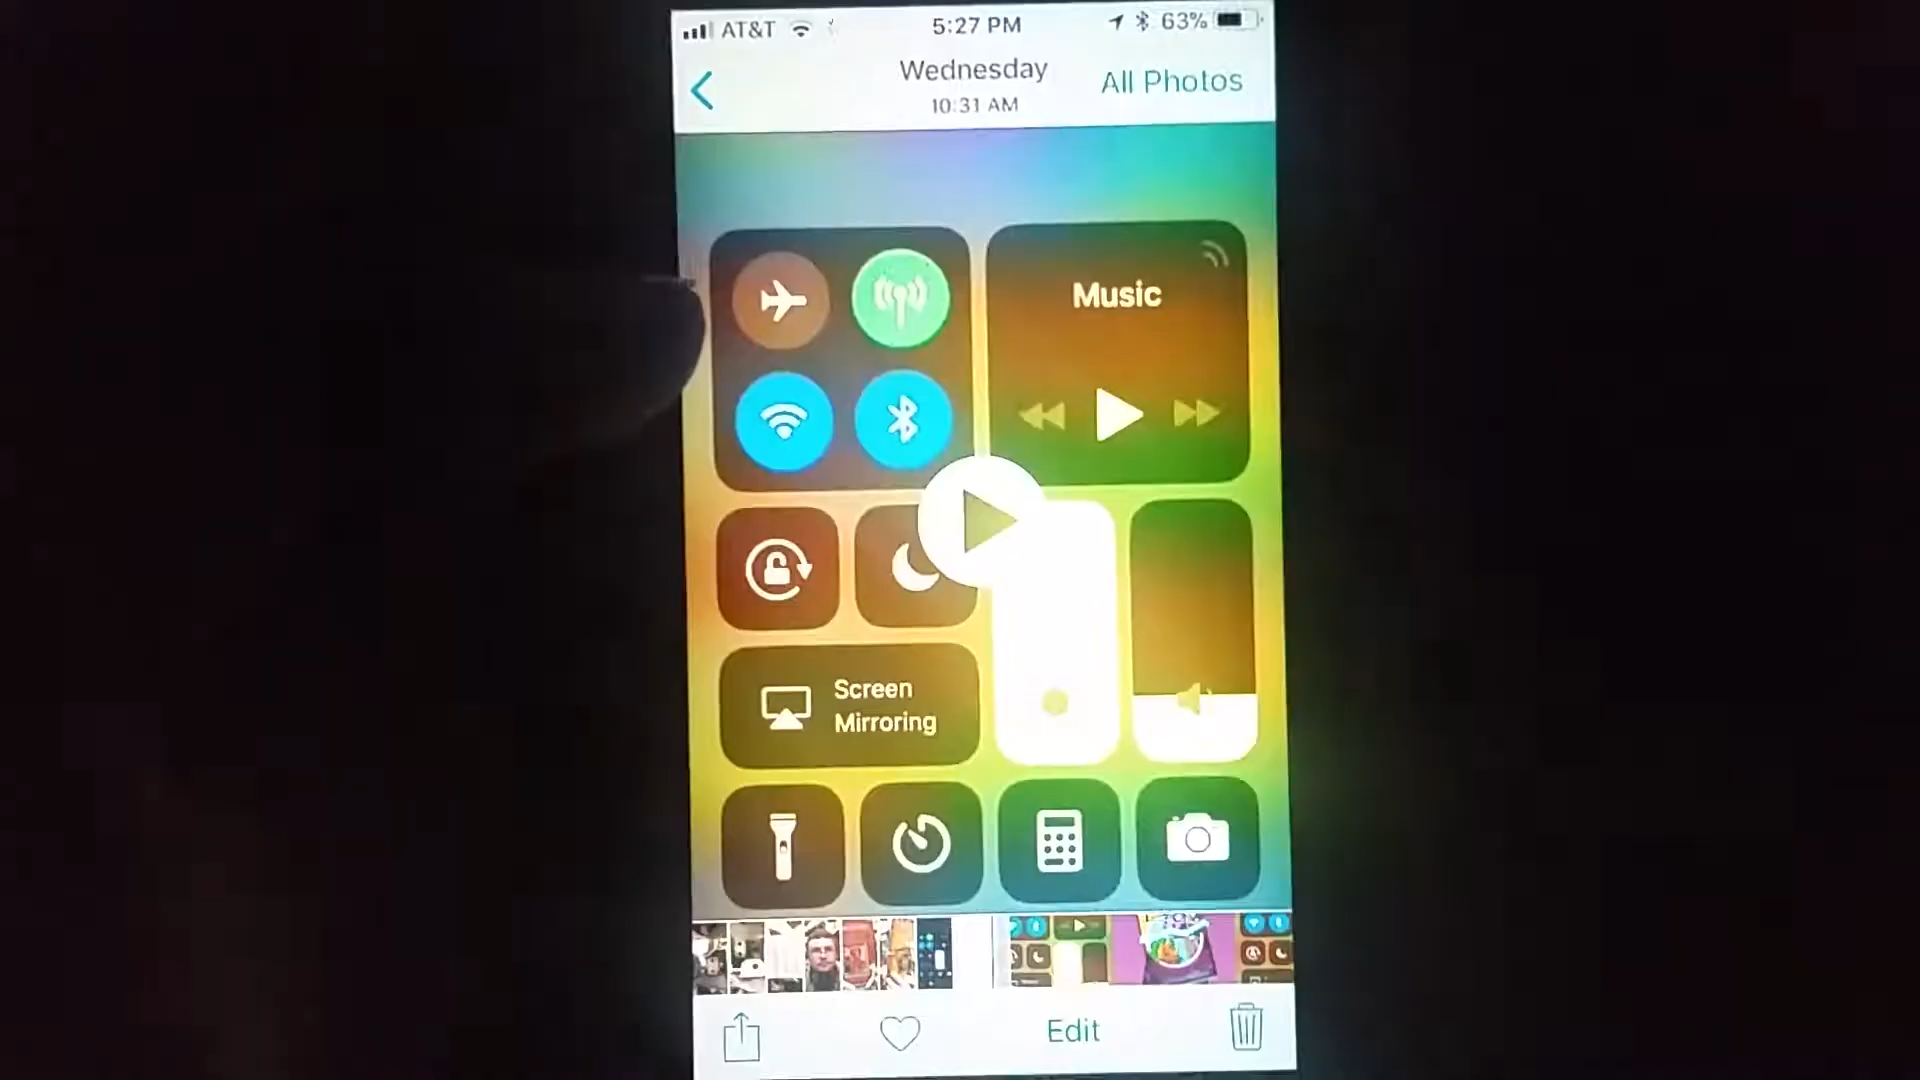 AT&T 5:27 PM 63%
Wednesday
10:31 AM
All Photos
Music
Screen
Mirroring
Edit